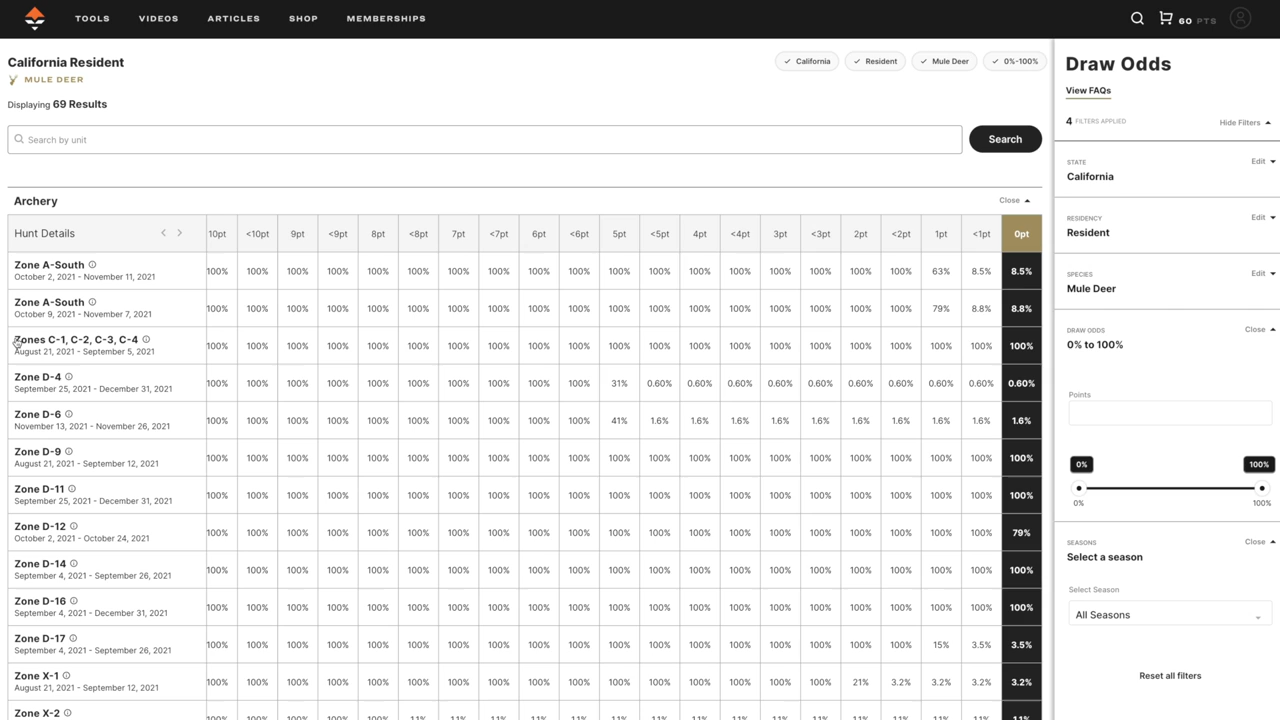 TOOLS VIDEOS ARTICLES SHOP MEMBERSHIPS 60 PTS
California Resident
MULE DEER
✓ California ✓ Resident ✓ Mule Deer ✓ 0%-100%
Displaying 69 Results
Search by unit Search
Archery Close
Hunt Details 10pt <10pt 9pt <9pt 8pt <8pt 7pt <7pt 6pt <6pt 5pt <5pt 4pt <4pt 3pt <3pt 2pt <2pt 1pt <1pt 0pt
Zone A-South
October 2, 2021 - November 11, 2021
100% 100% 100% 100% 100% 100% 100% 100% 100% 100% 100% 100% 100% 100% 100% 100% 100% 100% 63% 8.5% 8.5%
Zone A-South
October 9, 2021 - November 7, 2021
100% 100% 100% 100% 100% 100% 100% 100% 100% 100% 100% 100% 100% 100% 100% 100% 100% 100% 79% 8.8% 8.8%
Zones C-1, C-2, C-3, C-4
August 21, 2021 - September 5, 2021
100% 100% 100% 100% 100% 100% 100% 100% 100% 100% 100% 100% 100% 100% 100% 100% 100% 100% 100% 100% 100%
Zone D-4
September 25, 2021 - December 31, 2021
100% 100% 100% 100% 100% 100% 100% 100% 100% 100% 31% 0.60% 0.60% 0.60% 0.60% 0.60% 0.60% 0.60% 0.60% 0.60% 0.60%
Zone D-6
November 13, 2021 - November 26, 2021
100% 100% 100% 100% 100% 100% 100% 100% 100% 100% 41% 1.6% 1.6% 1.6% 1.6% 1.6% 1.6% 1.6% 1.6% 1.6% 1.6%
Zone D-9
August 21, 2021 - September 12, 2021
100% 100% 100% 100% 100% 100% 100% 100% 100% 100% 100% 100% 100% 100% 100% 100% 100% 100% 100% 100% 100%
Zone D-11
September 25, 2021 - December 31, 2021
100% 100% 100% 100% 100% 100% 100% 100% 100% 100% 100% 100% 100% 100% 100% 100% 100% 100% 100% 100% 100%
Zone D-12
October 2, 2021 - October 24, 2021
100% 100% 100% 100% 100% 100% 100% 100% 100% 100% 100% 100% 100% 100% 100% 100% 100% 100% 100% 100% 79%
Zone D-14
September 4, 2021 - September 26, 2021
100% 100% 100% 100% 100% 100% 100% 100% 100% 100% 100% 100% 100% 100% 100% 100% 100% 100% 100% 100% 100%
Zone D-16
September 4, 2021 - December 31, 2021
100% 100% 100% 100% 100% 100% 100% 100% 100% 100% 100% 100% 100% 100% 100% 100% 100% 100% 100% 100% 100%
Zone D-17
September 4, 2021 - September 26, 2021
100% 100% 100% 100% 100% 100% 100% 100% 100% 100% 100% 100% 100% 100% 100% 100% 100% 100% 15% 3.5% 3.5%
Zone X-1
August 21, 2021 - September 12, 2021
100% 100% 100% 100% 100% 100% 100% 100% 100% 100% 100% 100% 100% 100% 100% 100% 21% 3.2% 3.2% 3.2% 3.2%
Zone X-2
Draw Odds
View FAQs
4 FILTERS APPLIED Hide Filters
STATE Edit
California
RESIDENCY Edit
Resident
SPECIES Edit
Mule Deer
DRAW ODDS Close
0% to 100%
Points
0% 100%
0% 100%
SEASONS Close
Select a season
Select Season
All Seasons
Reset all filters